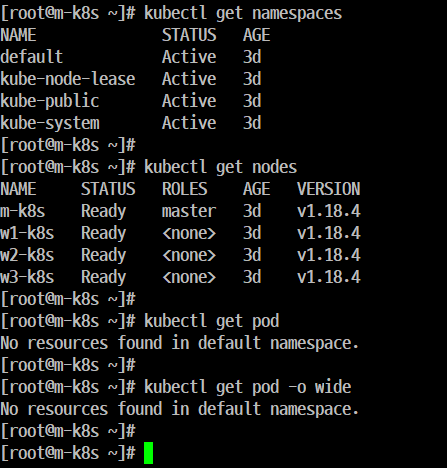 [root@m-k8s ~]# kubectl get namespaces
NAME              STATUS   AGE
default           Active   3d
kube-node-lease   Active   3d
kube-public       Active   3d
kube-system       Active   3d
[root@m-k8s ~]#
[root@m-k8s ~]# kubectl get nodes
NAME     STATUS   ROLES    AGE   VERSION
m-k8s    Ready    master   3d    v1.18.4
w1-k8s   Ready    <none>   3d    v1.18.4
w2-k8s   Ready    <none>   3d    v1.18.4
w3-k8s   Ready    <none>   3d    v1.18.4
[root@m-k8s ~]#
[root@m-k8s ~]# kubectl get pod
No resources found in default namespace.
[root@m-k8s ~]#
[root@m-k8s ~]# kubectl get pod -o wide
No resources found in default namespace.
[root@m-k8s ~]#
[root@m-k8s ~]#
[root@m-k8s ~]#